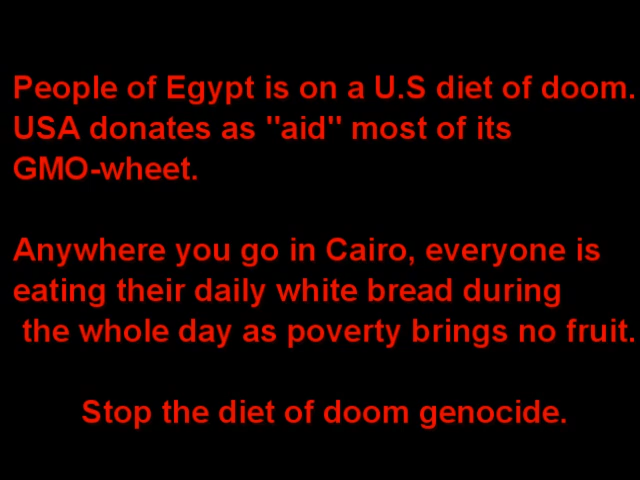 People of Egypt is on a U.S diet of doom.
USA donates as "aid" most of its
GMO-wheet.
Anywhere you go in Cairo, everyone is
eating their daily white bread during
the whole day as poverty brings no fruit.
Stop the diet of doom genocide.